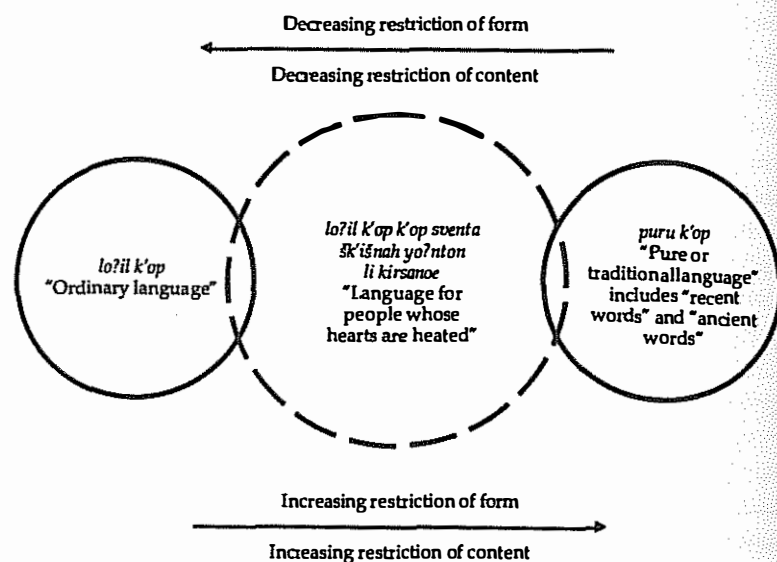 Decreasing restriction of form
Decreasing restriction of content
lo?il k'op
"Ordinary language"
lo?il k'op k'op sventa
šk'išnah yo?nton
li kirsanoe
"Language for
people whose
hearts are heated"
puru k'op
"Pure or
traditionallanguage"
includes "recent
words" and "ancient
words"
Increasing restriction of form
Increasing restriction of content